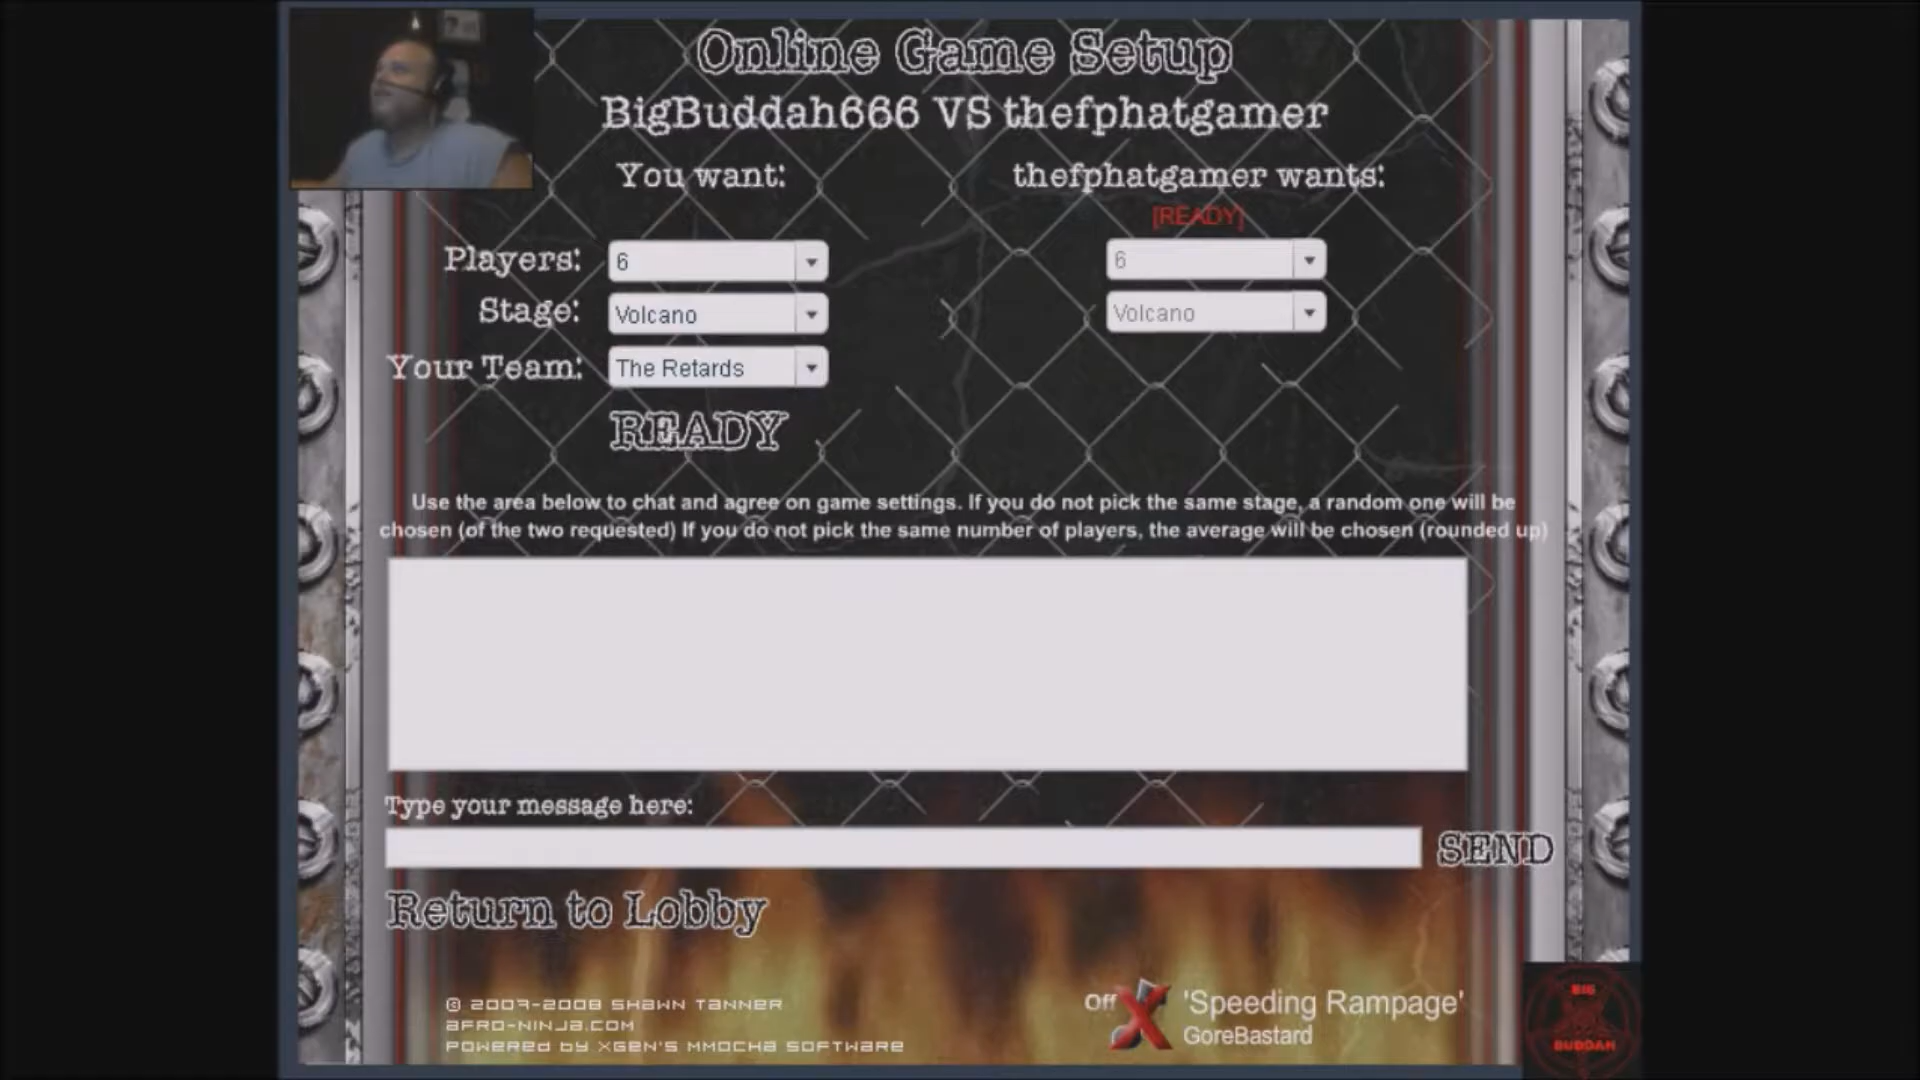 Online Game Setup
BigBuddah666 VS thefphatgamer
You want:
thefphatgamer wants:
[READY]
Players: 6
6
Stage: Volcano
Volcano
Your Team: The Retards
READY
Use the area below to chat and agree on game settings. If you do not pick the same stage, a random one will be
chosen (of the two requested) If you do not pick the same number of players, the average will be chosen (rounded up)
Type your message here:
SEND
Return to Lobby
© 2007-2008 SHAWN TANNER
AFRO-NINJA.COM
POWERED BY XGEN'S MMOCHA SOFTWARE
Off
'Speeding Rampage'
GoreBastard
BIG
BUDDAH